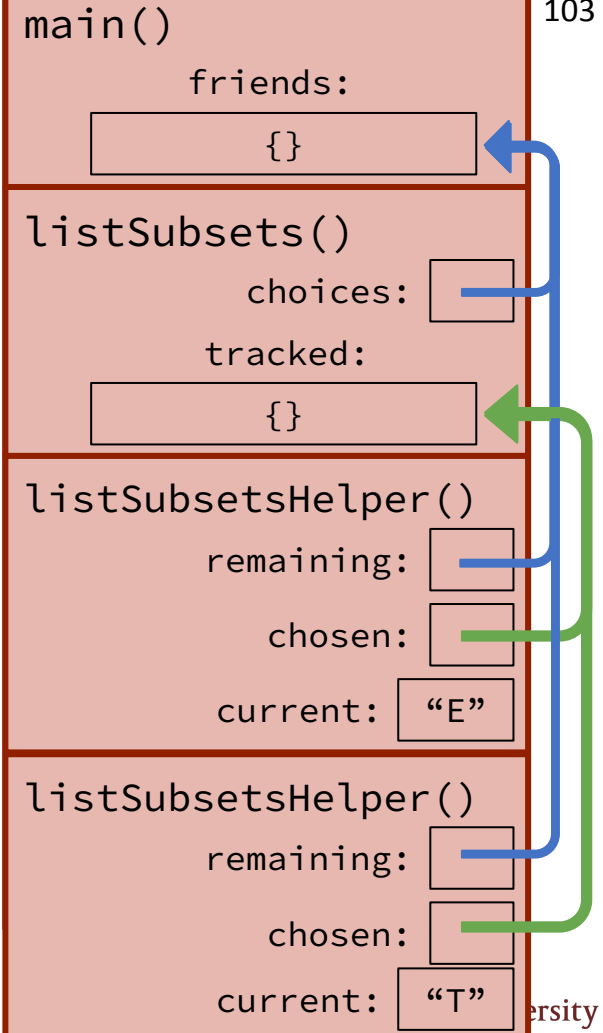 103
main()
friends:
{}
listSubsets()
choices:
tracked:
{}
listSubsetsHelper()
remaining:
chosen:
current: “E”
listSubsetsHelper()
remaining:
chosen:
current: “T”
ersity